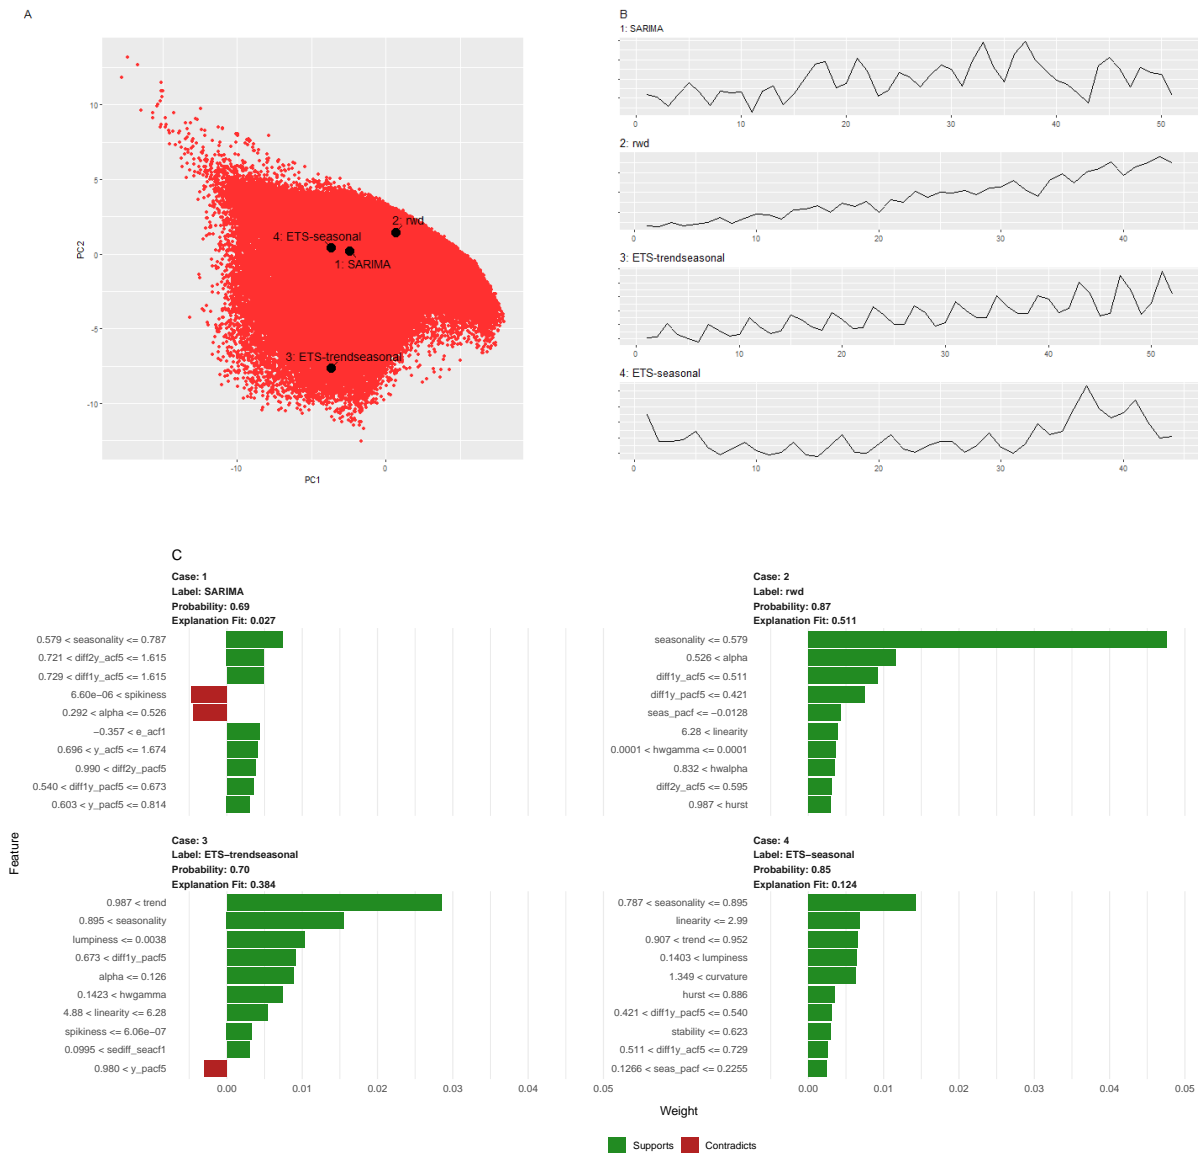 A
10
5
0
-5
-10
PC2
2: rwd
4: ETS-seasonal
1: SARIMA
3: ETS-trendseasonal
-10
0
PC1
B
1: SARIMA
0
10
20
30
40
50
2: rwd
0
10
20
30
40
3: ETS-trendseasonal
0
10
20
30
40
50
4: ETS-seasonal
0
10
20
30
40
C
Case: 1
Label: SARIMA
Probability: 0.69
Explanation Fit: 0.027
0.579 < seasonality <= 0.787
0.721 < diff2y_acf5 <= 1.615
0.729 < diff1y_acf5 <= 1.615
6.60e−06 < spikiness
0.292 < alpha <= 0.526
−0.357 < e_acf1
0.696 < y_acf5 <= 1.674
0.990 < diff2y_pacf5
0.540 < diff1y_pacf5 <= 0.673
0.603 < y_pacf5 <= 0.814
Case: 2
Label: rwd
Probability: 0.87
Explanation Fit: 0.511
seasonality <= 0.579
0.526 < alpha
diff1y_acf5 <= 0.511
diff1y_pacf5 <= 0.421
seas_pacf <= −0.0128
6.28 < linearity
0.0001 < hwgamma <= 0.0001
0.832 < hwalpha
diff2y_acf5 <= 0.595
0.987 < hurst
Feature
Case: 3
Label: ETS−trendseasonal
Probability: 0.70
Explanation Fit: 0.384
0.987 < trend
0.895 < seasonality
lumpiness <= 0.0038
0.673 < diff1y_pacf5
alpha <= 0.126
0.1423 < hwgamma
4.88 < linearity <= 6.28
spikiness <= 6.06e−07
0.0995 < sediff_seacf1
0.980 < y_pacf5
0.00
0.01
0.02
0.03
0.04
0.05
Case: 4
Label: ETS−seasonal
Probability: 0.85
Explanation Fit: 0.124
0.787 < seasonality <= 0.895
linearity <= 2.99
0.907 < trend <= 0.952
0.1403 < lumpiness
1.349 < curvature
hurst <= 0.886
0.421 < diff1y_pacf5 <= 0.540
stability <= 0.623
0.511 < diff1y_acf5 <= 0.729
0.1266 < seas_pacf <= 0.2255
0.00
0.01
0.02
0.03
0.04
0.05
Weight
Supports
Contradicts